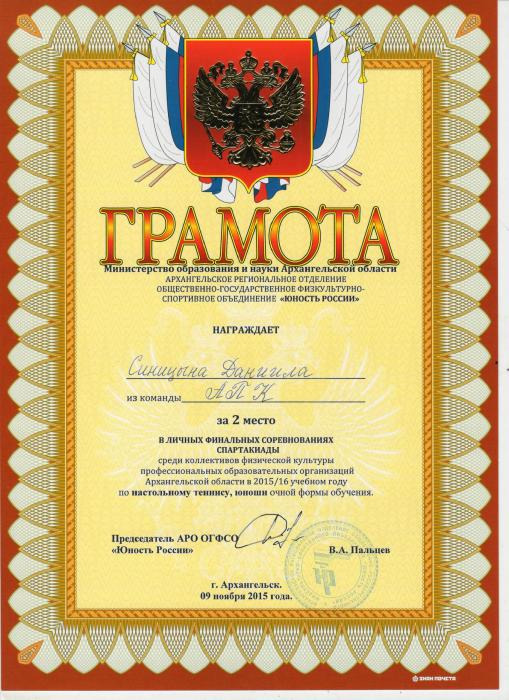 ГРАМОТА
Министерство образования и науки Архангельской области
АРХАНГЕЛЬСКОЕ РЕГИОНАЛЬНОЕ ОТДЕЛЕНИЕ
ОБЩЕСТВЕННО-ГОСУДАРСТВЕННОЕ ФИЗКУЛЬТУРНО-
СПОРТИВНОЕ ОБЪЕДИНЕНИЕ «ЮНОСТЬ РОССИИ»
НАГРАЖДАЕТ
Синицына Даниила
из команды АПК
за 2 место
В ЛИЧНЫХ ФИНАЛЬНЫХ СОРЕВНОВАНИЯХ
СПАРТАКИАДЫ
среди коллективов физической культуры
профессиональных образовательных организаций
Архангельской области в 2015/16 учебном году
по настольному теннису, юноши очной формы обучения.
Председатель АРО ОГФСО
«Юность России» В.А. Пальцев
г. Архангельск.
09 ноября 2015 года.
ЗНАК ПОЧЕТА